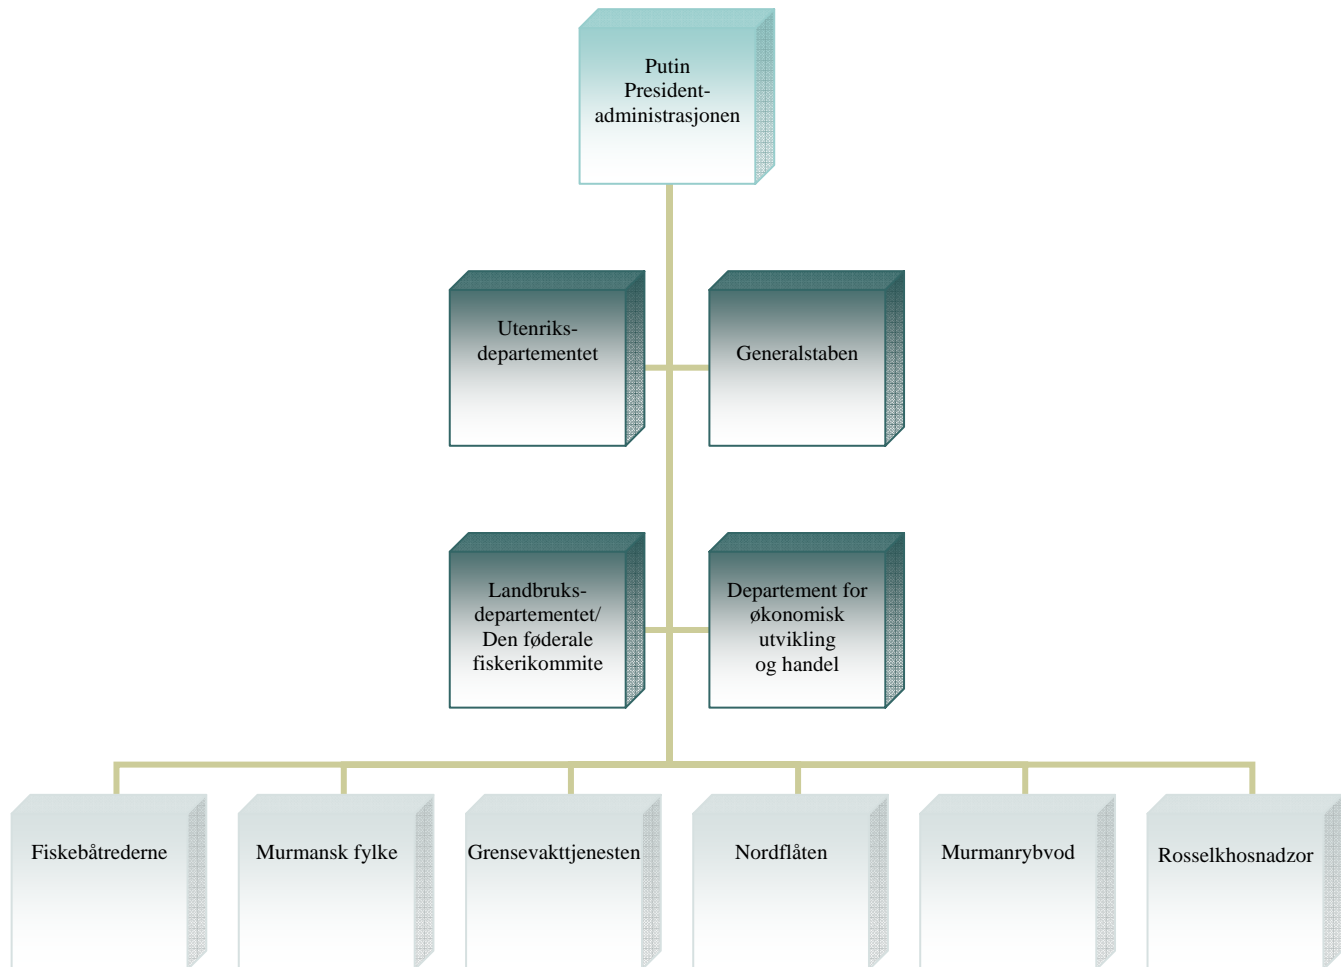 Putin
President-
administrasjonen
Utenriks-
departementet
Generalstaben
Landbruks-
departementet/
Den føderale
fiskerikommite
Departement for
økonomisk
utvikling
og handel
Fiskebåtrederne
Murmansk fylke
Grensevakttjenesten
Nordflåten
Murmanrybvod
Rosselkhosnadzor